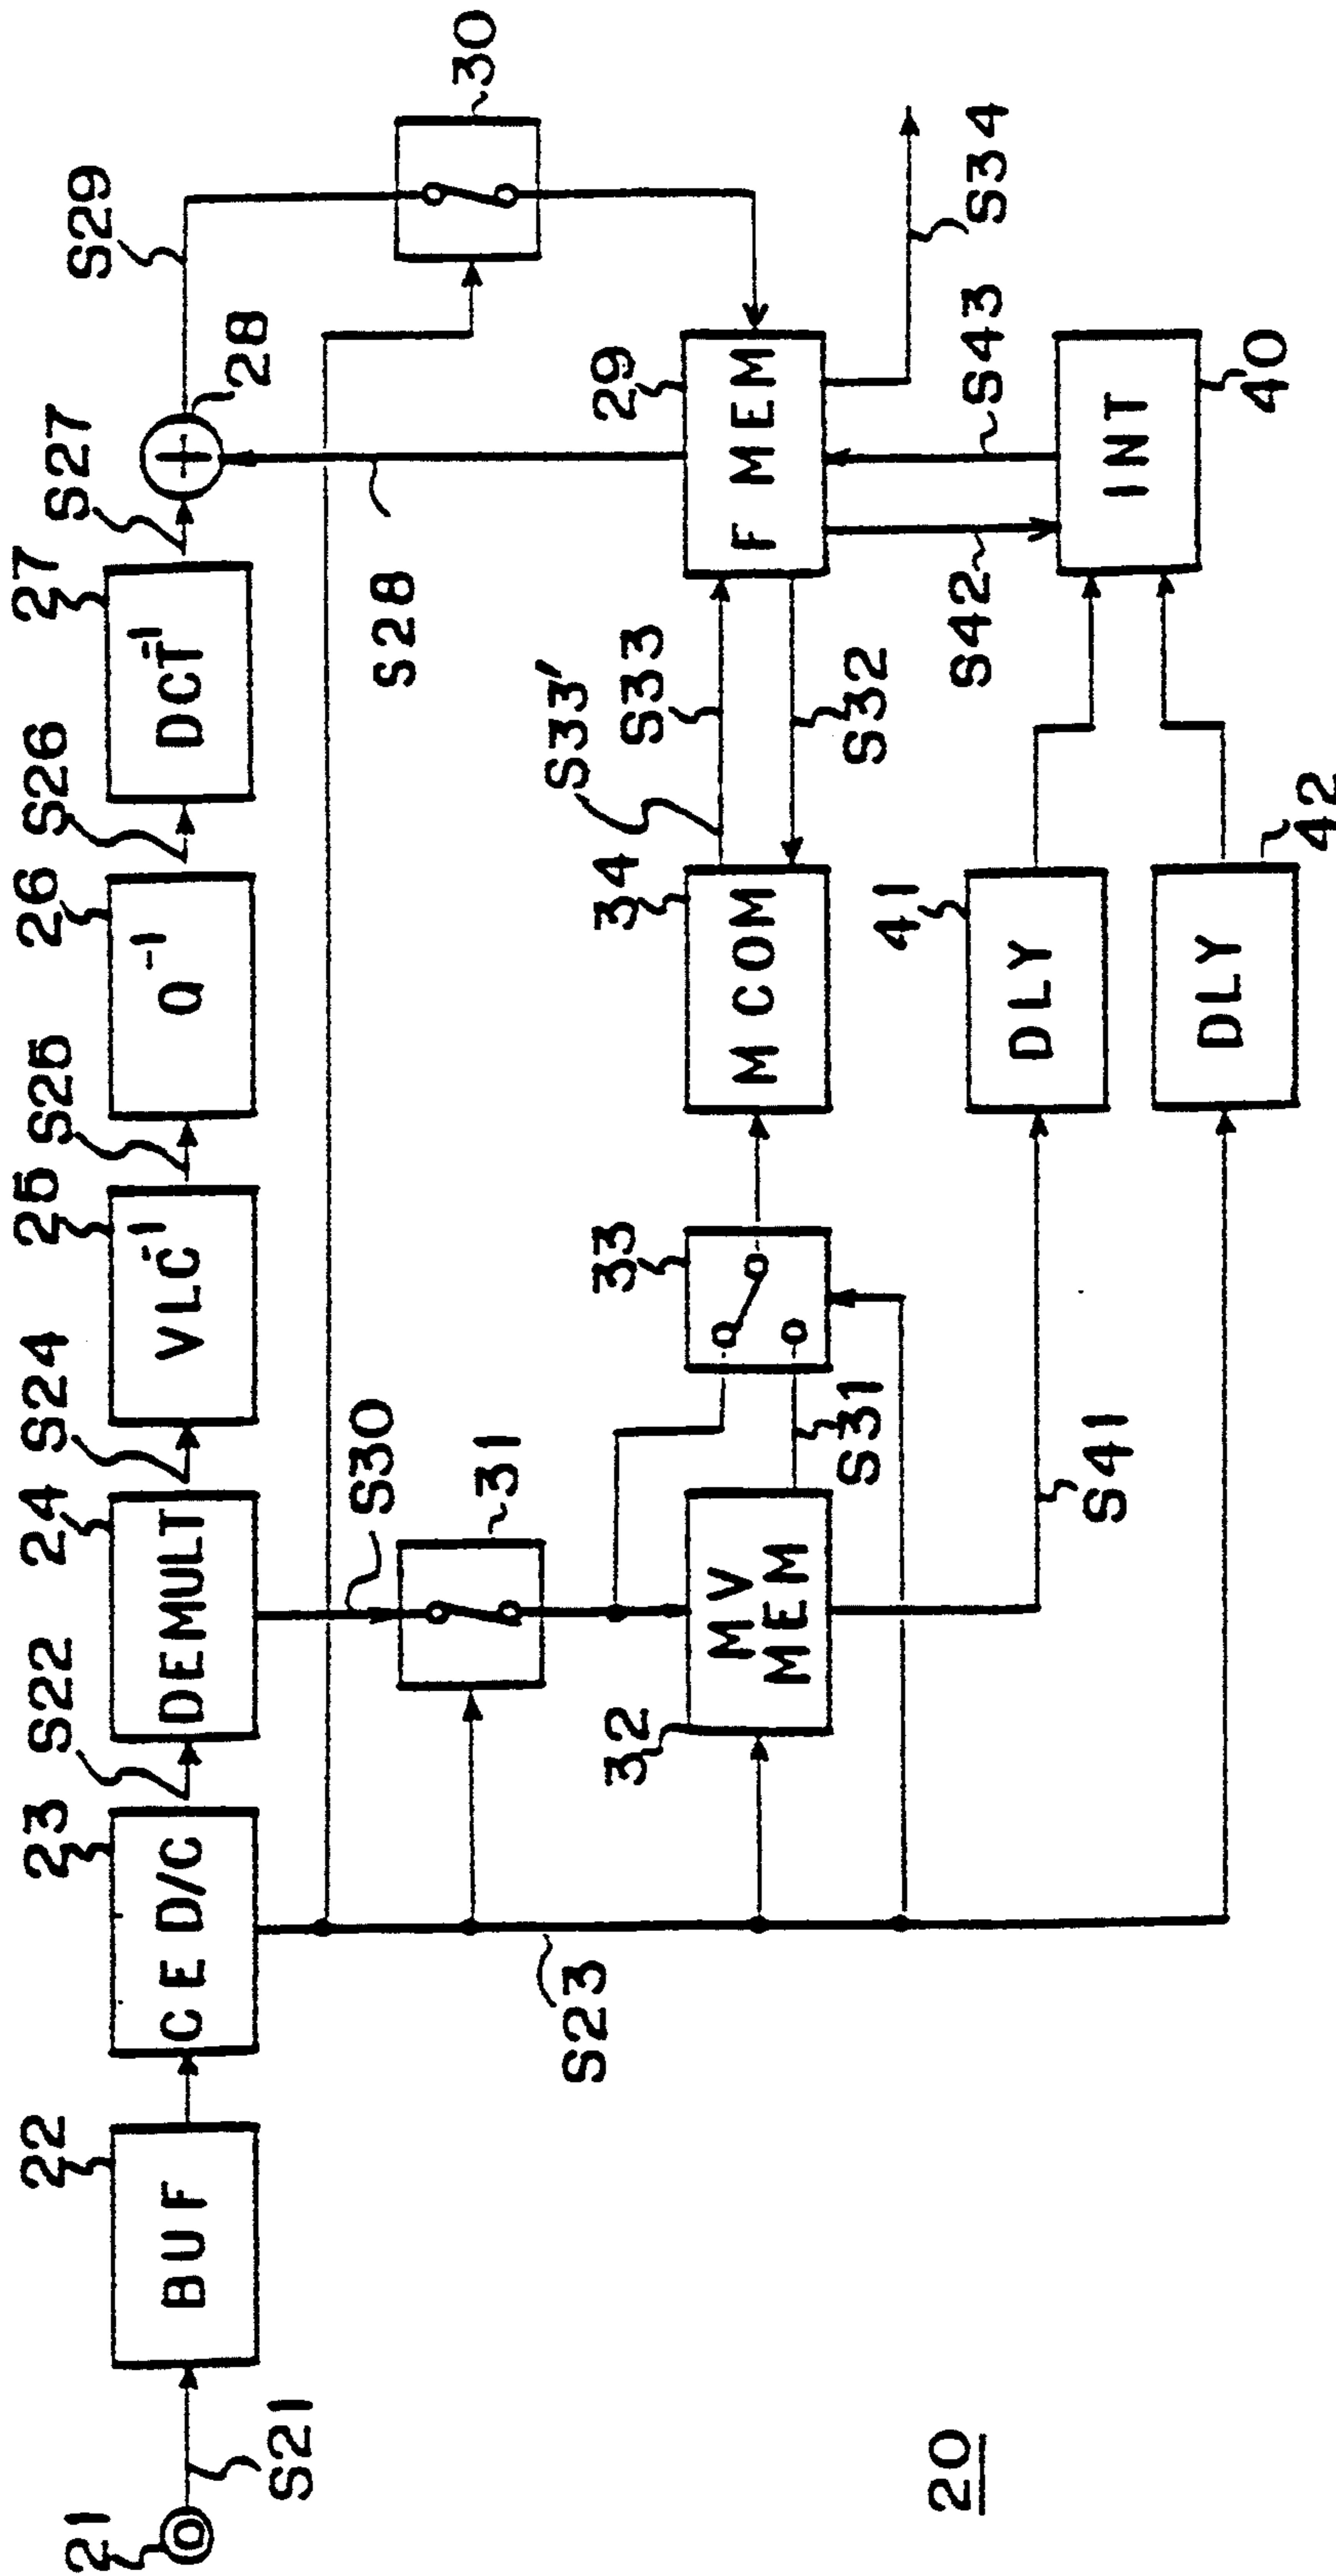 21
S21
22
BUF
23
CE D/C
S22
24
DEMULT
S24
25
VLC⁻¹
S25
26
Q⁻¹
S26
27
DCT⁻¹
S27
28
S29
30
S28
S23
S30
31
32
MV
MEM
S31
33
34
M COM
S33'
S33
S32
29
F MEM
S34
S41
41
DLY
42
DLY
S42
S43
INT
40
20